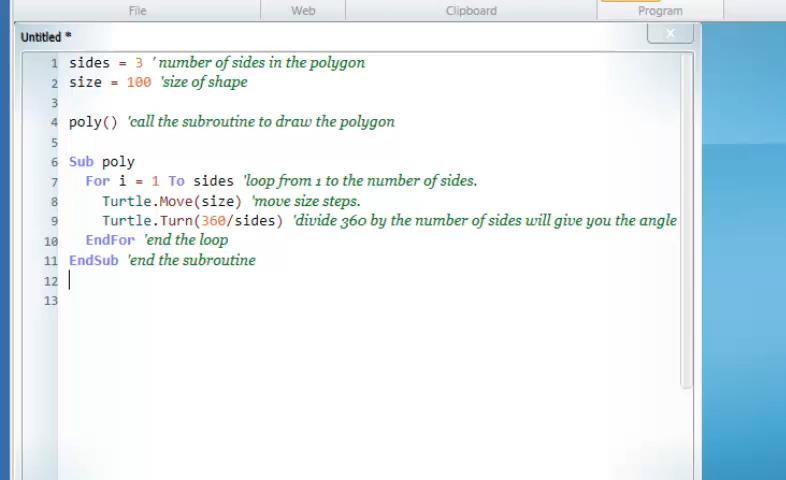 File Web Clipboard Program
Untitled *
1 sides = 3 ' number of sides in the polygon
2 size = 100 'size of shape
3
4 poly() 'call the subroutine to draw the polygon
5
6 Sub poly
7 For i = 1 To sides 'loop from 1 to the number of sides.
8 Turtle.Move(size) 'move size steps.
9 Turtle.Turn(360/sides) 'divide 360 by the number of sides will give you the angle
10 EndFor 'end the loop
11 EndSub 'end the subroutine
12
13